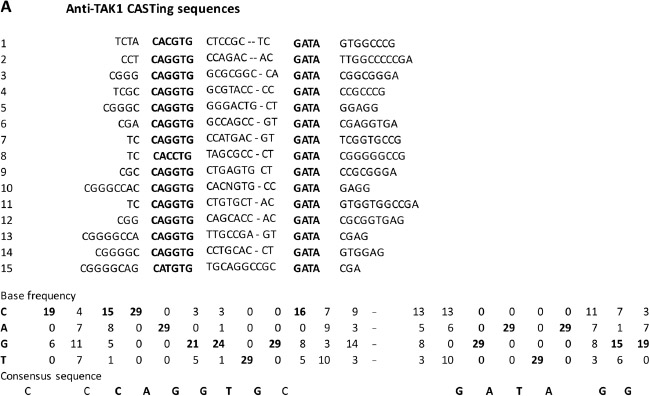 A Anti-TAK1 CASTing sequences
1 TCTA CACGTG CTCCGC -- TC GATA GTGGCCCG
2 CCT CAGGTG CCAGAC -- AC GATA TTGGCCCCCGA
3 CGGG CAGGTG GCGCGGC - CA GATA CGGCGGGA
4 TCGC CAGGTG GCGTACC - CC GATA CCGCCCG
5 CGGGC CAGGTG GGGACTG - CT GATA GGAGG
6 CGA CAGGTG GCCAGCC - GT GATA CGAGGTGA
7 TC CAGGTG CCATGAC - GT GATA TCGGTGCCG
8 TC CACCTG TAGCGCC - CT GATA CGGGGGCCG
9 CGC CAGGTG CTGAGTG CT GATA CCGCGGGA
10 CGGGCCAC CAGGTG CACNGTG - CC GATA GAGG
11 TC CAGGTG CTGTGCT - AC GATA GTGGTGGCCGA
12 CGG CAGGTG CAGCACC - AC GATA CGCGGTGAG
13 CGGGGCCA CAGGTG TTGCCGA - GT GATA CGAG
14 CGGGGC CAGGTG CCTGCAC - CT GATA GTGGAG
15 CGGGGCAG CATGTG TGCAGGCCGC GATA CGA
Base frequency
C 19 4 15 29 0 3 3 0 0 16 7 9 – 13 13 0 0 0 0 11 7 3
A 0 7 8 0 29 0 1 0 0 0 9 3 – 5 6 0 29 0 29 7 1 7
G 6 11 5 0 0 21 24 0 29 8 3 14 – 8 0 29 0 0 0 8 15 19
T 0 7 1 0 0 5 1 29 0 5 10 3 – 3 10 0 0 29 0 3 6 0
Consensus sequence
C C C A G G T G C G A T A G G